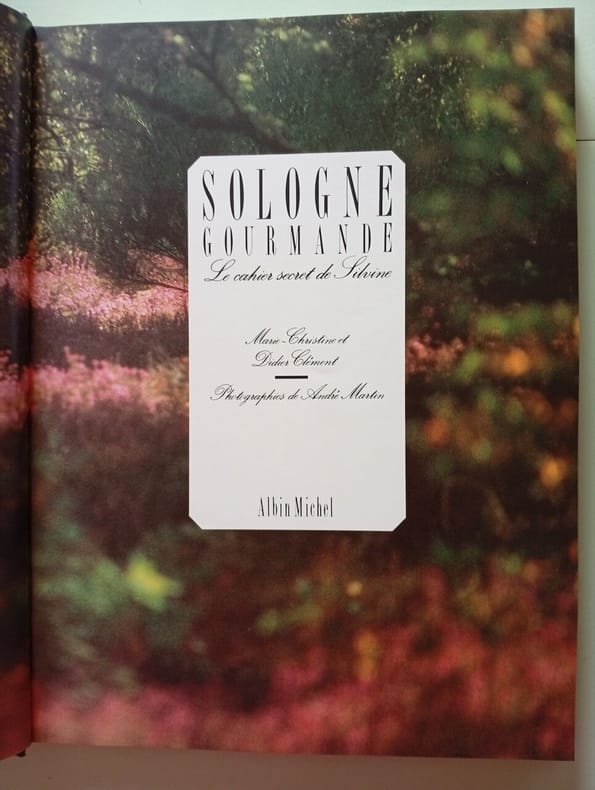 SOLOGNE
GOURMANDE
Le cahier secret de Silvine
Marie-Christine et
Didier Clément
Photographies de André Martin
Albin Michel